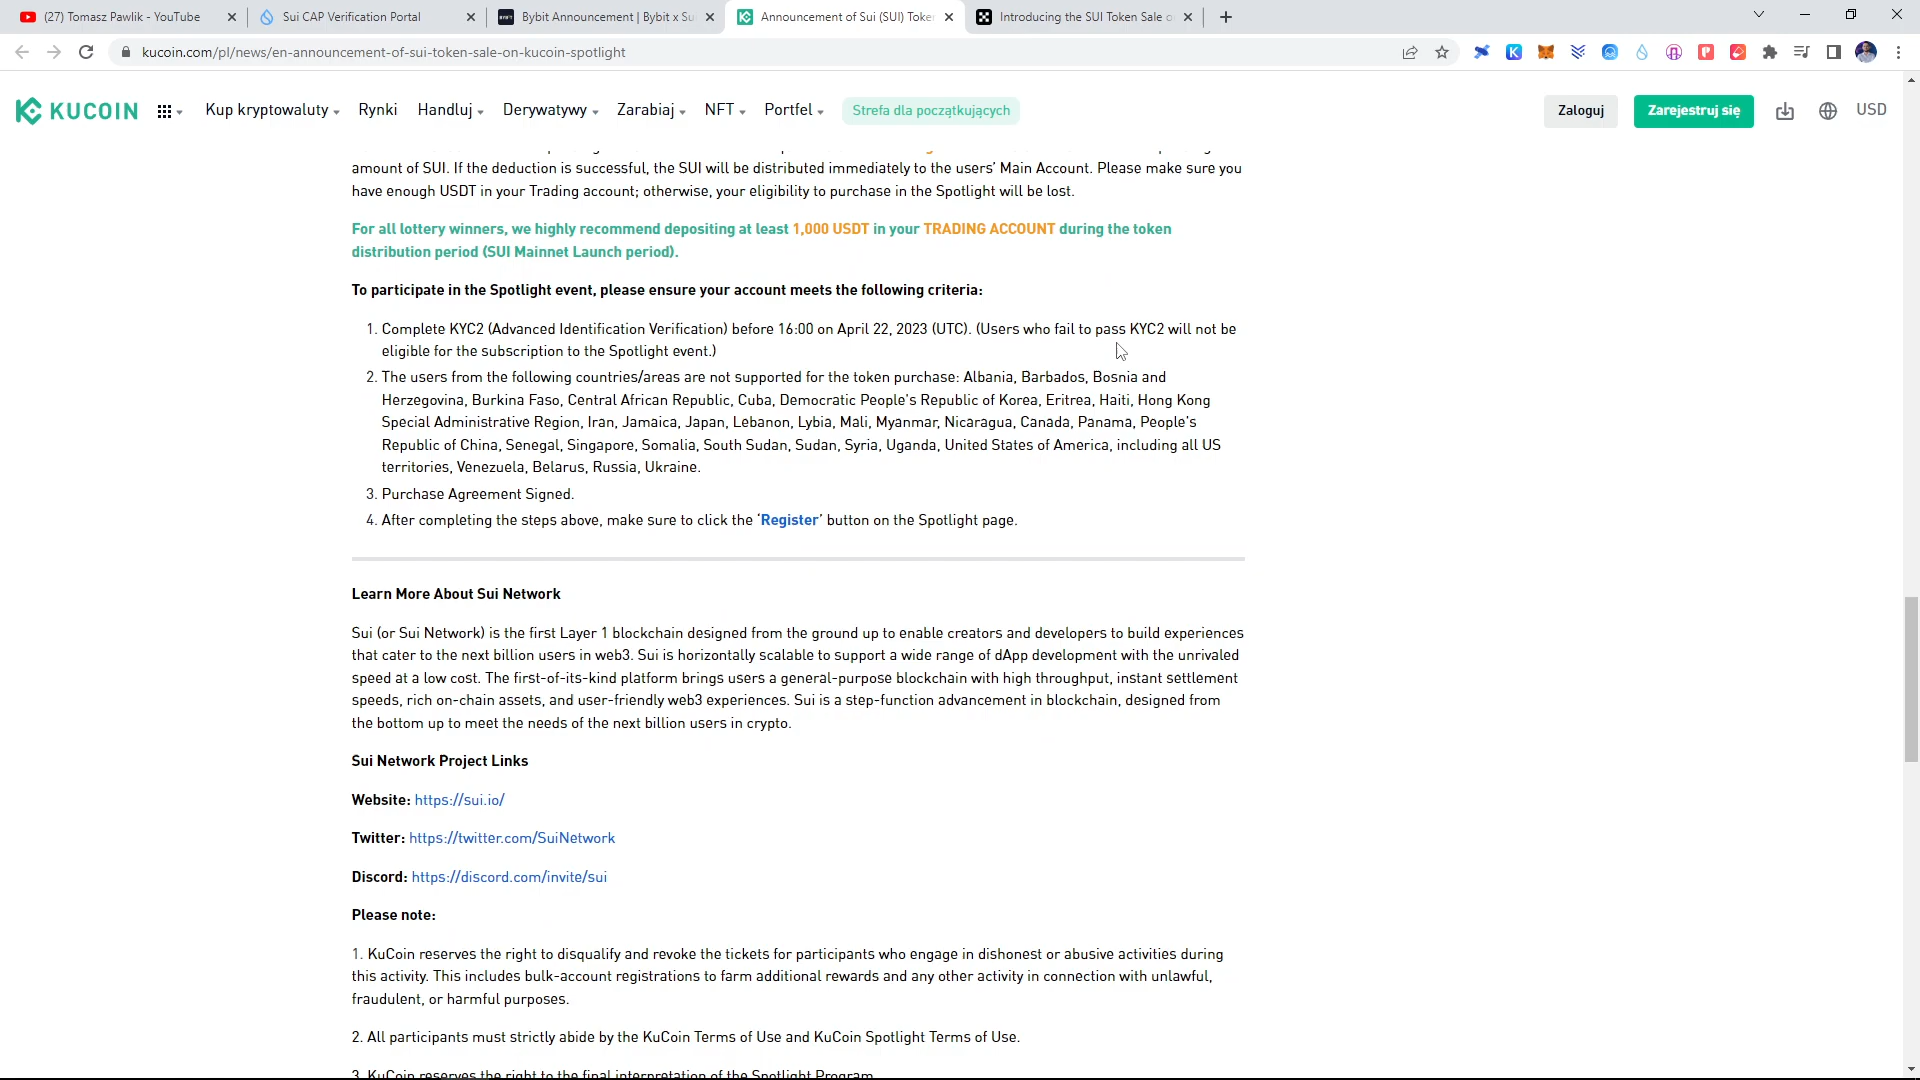 (27) Tomasz Pawlik - YouTube
Sui CAP Verification Portal
Bybit Announcement | Bybit x Su
Announcement of Sui (SUI) Toke
Introducing the SUI Token Sale o
kucoin.com/pl/news/en-announcement-of-sui-token-sale-on-kucoin-spotlight
KUCOIN
Kup kryptowaluty
Rynki
Handluj
Derywatywy
Zarabiaj
NFT
Portfel
Strefa dla początkujących
Zaloguj
Zarejestruj się
USD
amount of SUI. If the deduction is successful, the SUI will be distributed immediately to the users' Main Account. Please make sure you
have enough USDT in your Trading account; otherwise, your eligibility to purchase in the Spotlight will be lost.
For all lottery winners, we highly recommend depositing at least 1,000 USDT in your TRADING ACCOUNT during the token
distribution period (SUI Mainnet Launch period).
To participate in the Spotlight event, please ensure your account meets the following criteria:
1. Complete KYC2 (Advanced Identification Verification) before 16:00 on April 22, 2023 (UTC). (Users who fail to pass KYC2 will not be
eligible for the subscription to the Spotlight event.)
2. The users from the following countries/areas are not supported for the token purchase: Albania, Barbados, Bosnia and
Herzegovina, Burkina Faso, Central African Republic, Cuba, Democratic People's Republic of Korea, Eritrea, Haiti, Hong Kong
Special Administrative Region, Iran, Jamaica, Japan, Lebanon, Lybia, Mali, Myanmar, Nicaragua, Canada, Panama, People's
Republic of China, Senegal, Singapore, Somalia, South Sudan, Sudan, Syria, Uganda, United States of America, including all US
territories, Venezuela, Belarus, Russia, Ukraine.
3. Purchase Agreement Signed.
4. After completing the steps above, make sure to click the 'Register' button on the Spotlight page.
Learn More About Sui Network
Sui (or Sui Network) is the first Layer 1 blockchain designed from the ground up to enable creators and developers to build experiences
that cater to the next billion users in web3. Sui is horizontally scalable to support a wide range of dApp development with the unrivaled
speed at a low cost. The first-of-its-kind platform brings users a general-purpose blockchain with high throughput, instant settlement
speeds, rich on-chain assets, and user-friendly web3 experiences. Sui is a step-function advancement in blockchain, designed from
the bottom up to meet the needs of the next billion users in crypto.
Sui Network Project Links
Website: https://sui.io/
Twitter: https://twitter.com/SuiNetwork
Discord: https://discord.com/invite/sui
Please note:
1. KuCoin reserves the right to disqualify and revoke the tickets for participants who engage in dishonest or abusive activities during
this activity. This includes bulk-account registrations to farm additional rewards and any other activity in connection with unlawful,
fraudulent, or harmful purposes.
2. All participants must strictly abide by the KuCoin Terms of Use and KuCoin Spotlight Terms of Use.
3. KuCoin reserves the right to the final interpretation of the Spotlight Program.